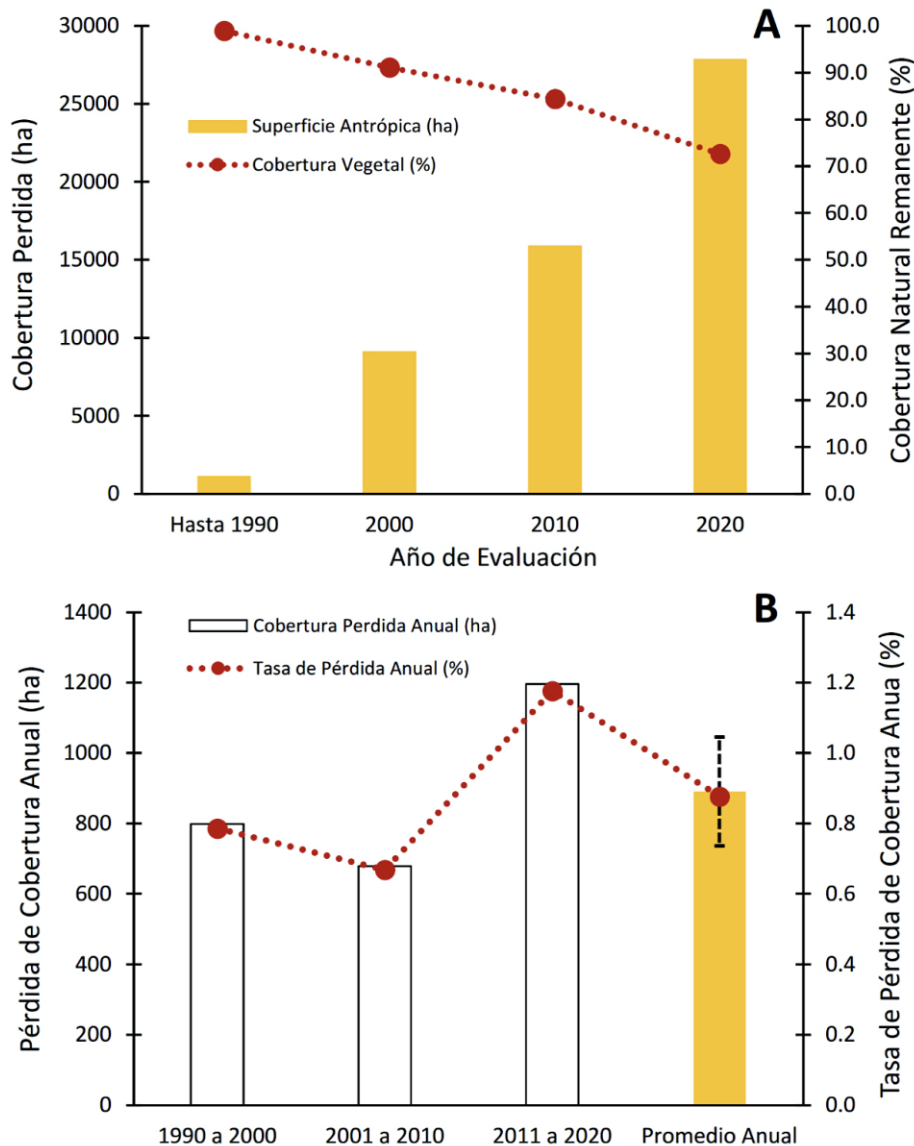 A
Cobertura Perdida (ha)
30000
25000
20000
15000
10000
5000
0
Superficie Antrópica (ha)
Cobertura Vegetal (%)
100.0
90.0
80.0
70.0
60.0
50.0
40.0
30.0
20.0
10.0
0.0
Cobertura Natural Remanente (%)
Hasta 1990 2000 2010 2020
Año de Evaluación
B
Pérdida de Cobertura Anual (ha)
1400
1200
1000
800
600
400
200
0
Cobertura Perdida Anual (ha)
Tasa de Pérdida Anual (%)
1.4
1.2
1.0
0.8
0.6
0.4
0.2
0.0
Tasa de Pérdida de Cobertura Anua (%)
1990 a 2000 2001 a 2010 2011 a 2020 Promedio Anual